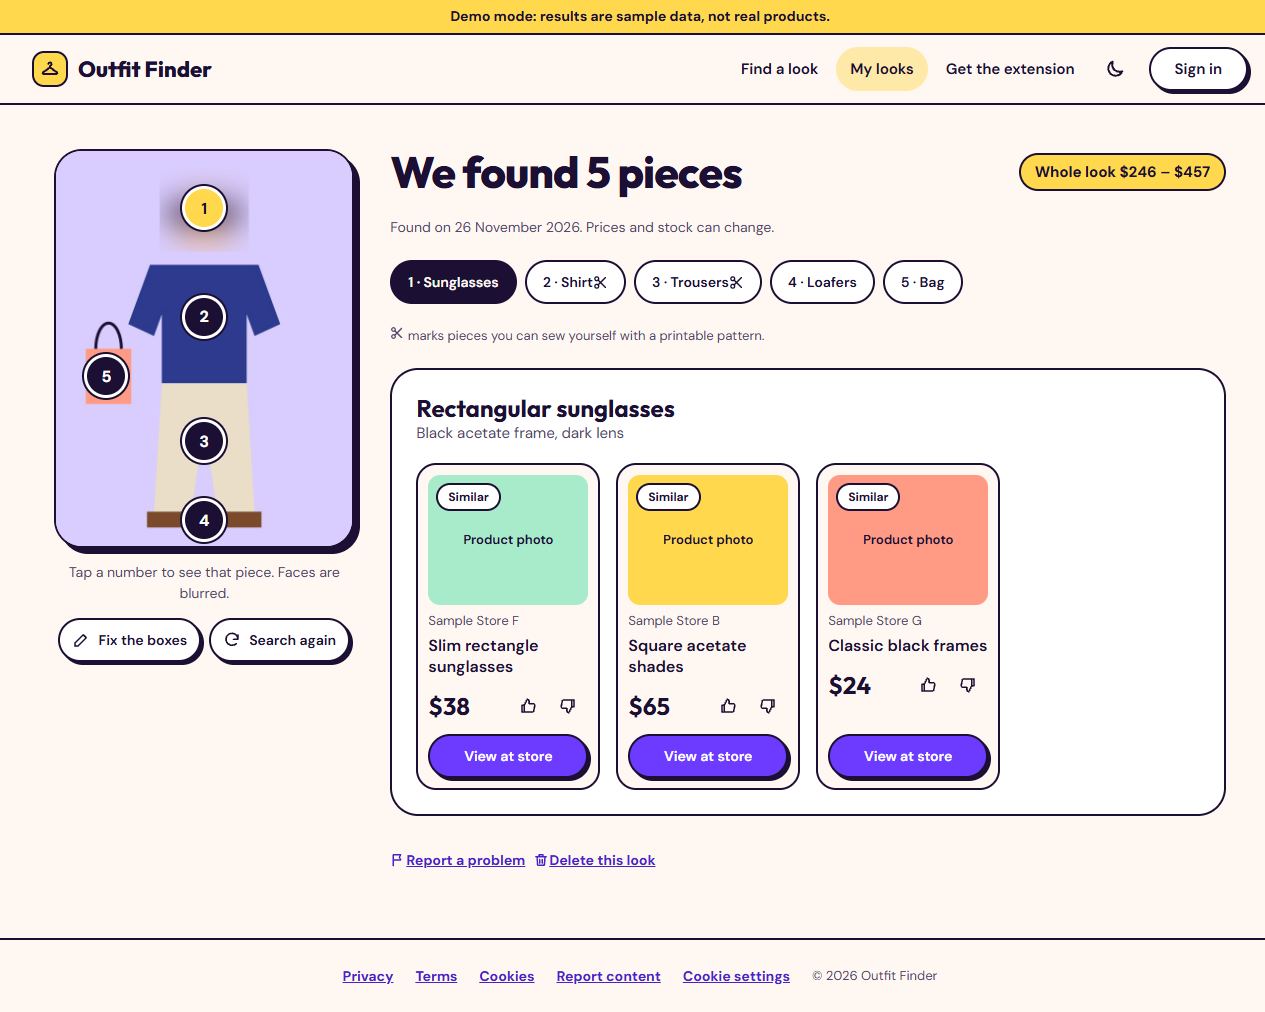 Demo mode: results are sample data, not real products.
Outfit Finder
Find a look
My looks
Get the extension
Sign in
1
2
5
3
4
Tap a number to see that piece. Faces are
blurred.
Fix the boxes
Search again
We found 5 pieces
Whole look $246 – $457
Found on 26 November 2026. Prices and stock can change.
1 · Sunglasses
2 · Shirt
3 · Trousers
4 · Loafers
5 · Bag
marks pieces you can sew yourself with a printable pattern.
Rectangular sunglasses
Black acetate frame, dark lens
Similar
Product photo
Sample Store F
Slim rectangle
sunglasses
$38
View at store
Similar
Product photo
Sample Store B
Square acetate
shades
$65
View at store
Similar
Product photo
Sample Store G
Classic black frames
$24
View at store
Report a problem
Delete this look
Privacy
Terms
Cookies
Report content
Cookie settings
© 2026 Outfit Finder